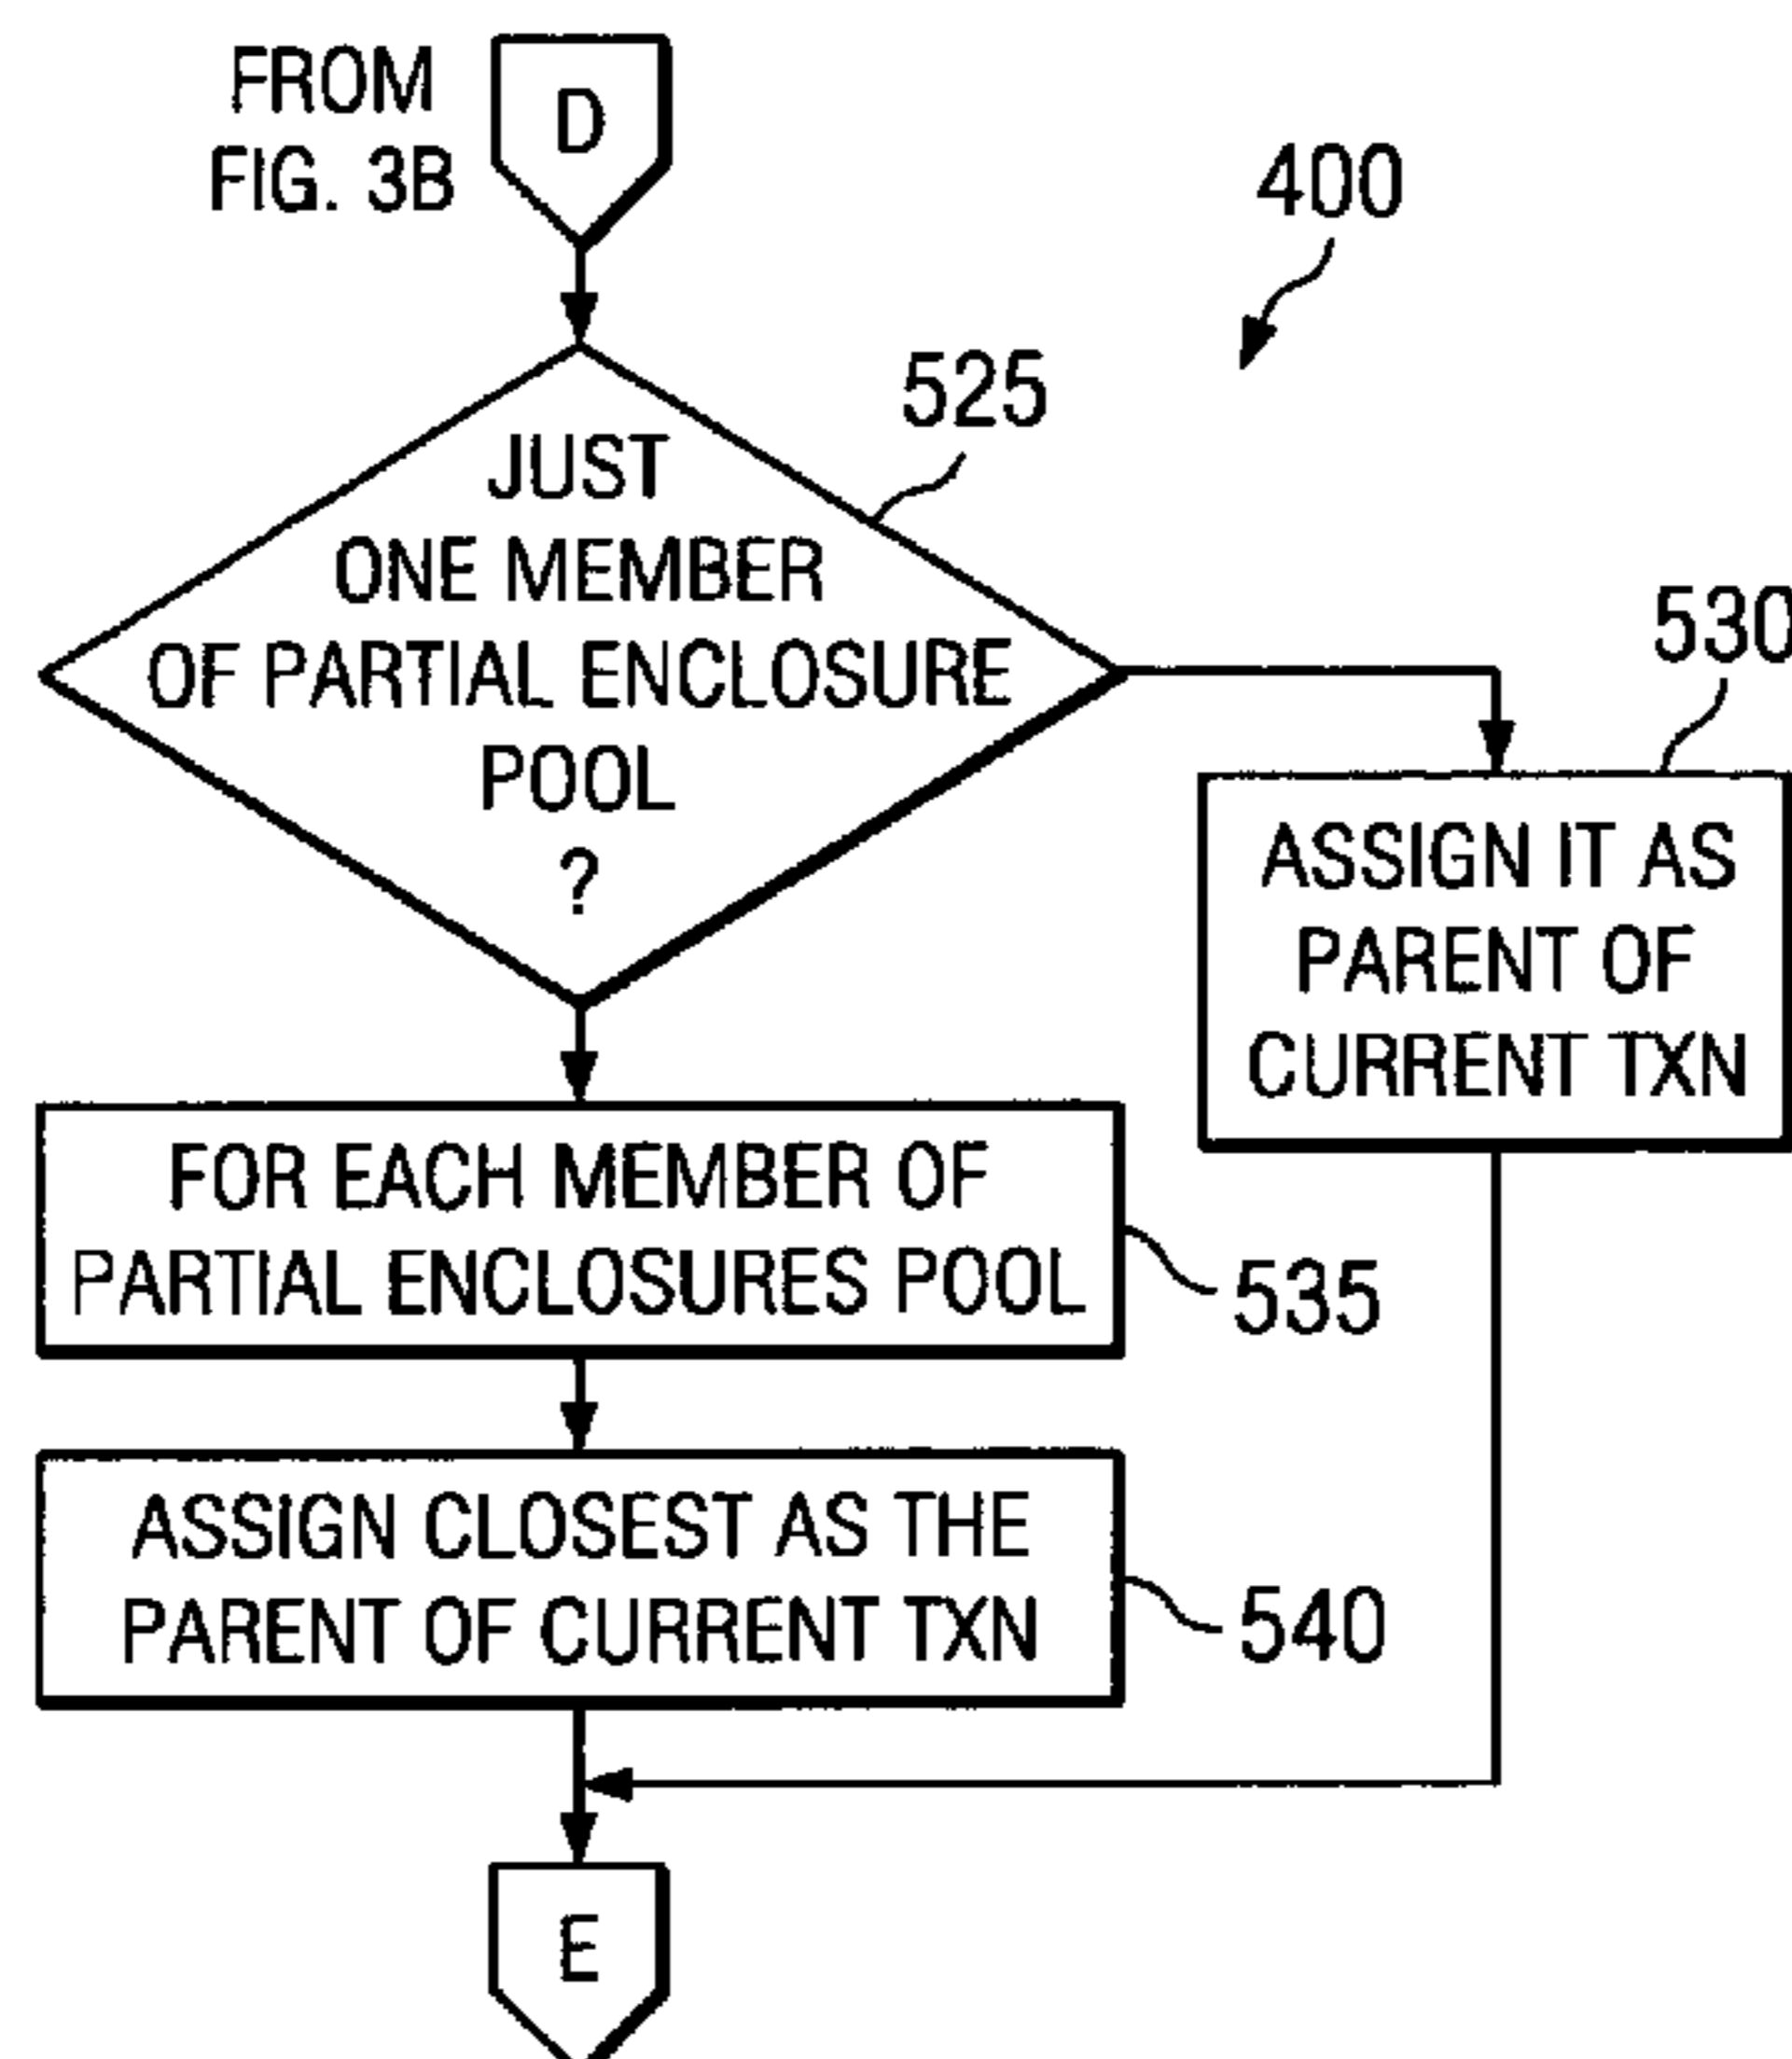 FROM
FIG. 3B
D
400
525
JUST
ONE MEMBER
OF PARTIAL ENCLOSURE
POOL
?
530
ASSIGN IT AS
PARENT OF
CURRENT TXN
FOR EACH MEMBER OF
PARTIAL ENCLOSURES POOL
535
ASSIGN CLOSEST AS THE
PARENT OF CURRENT TXN
540
E